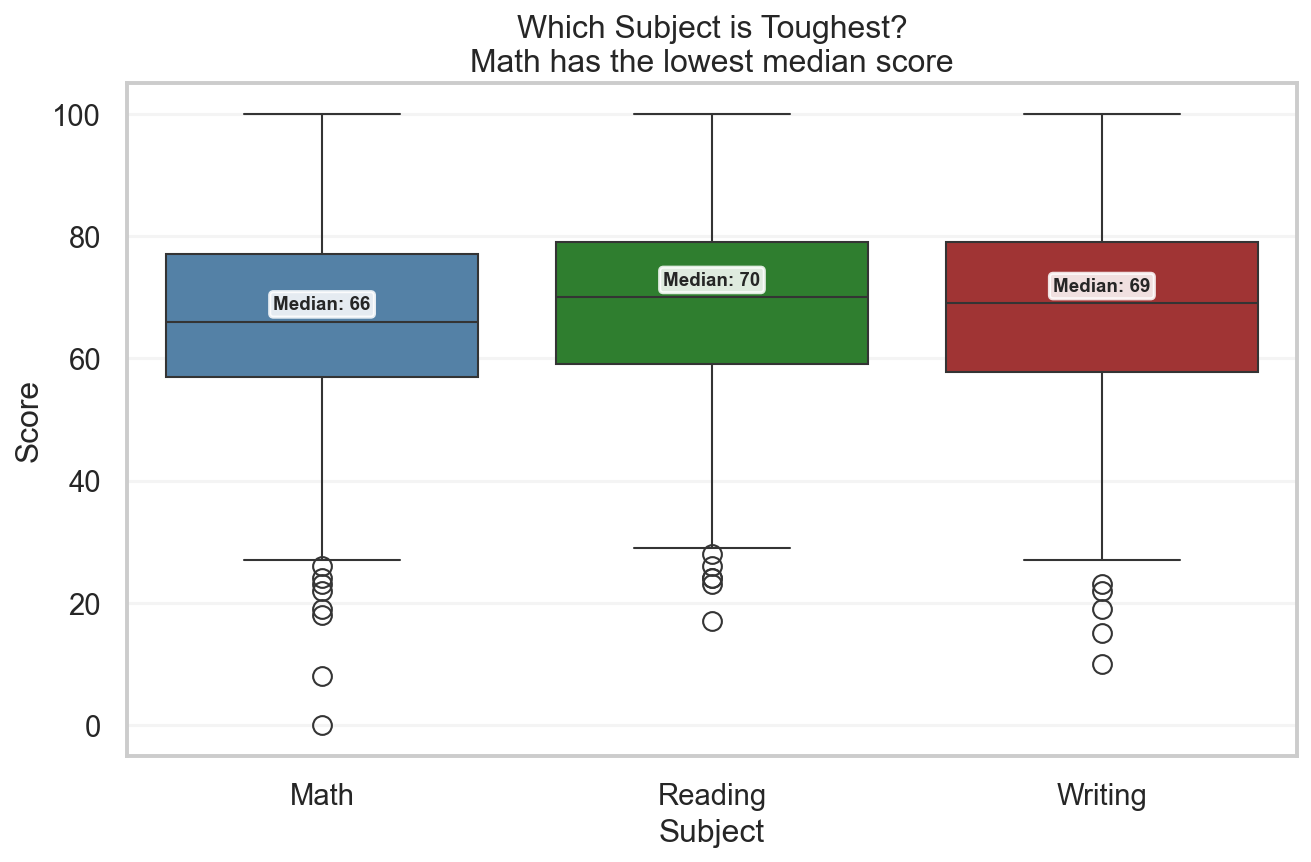 Which Subject is Toughest?
Math has the lowest median score
100
80
60
40
20
0
Score
Median: 66
Median: 70
Median: 69
Math
Reading
Writing
Subject